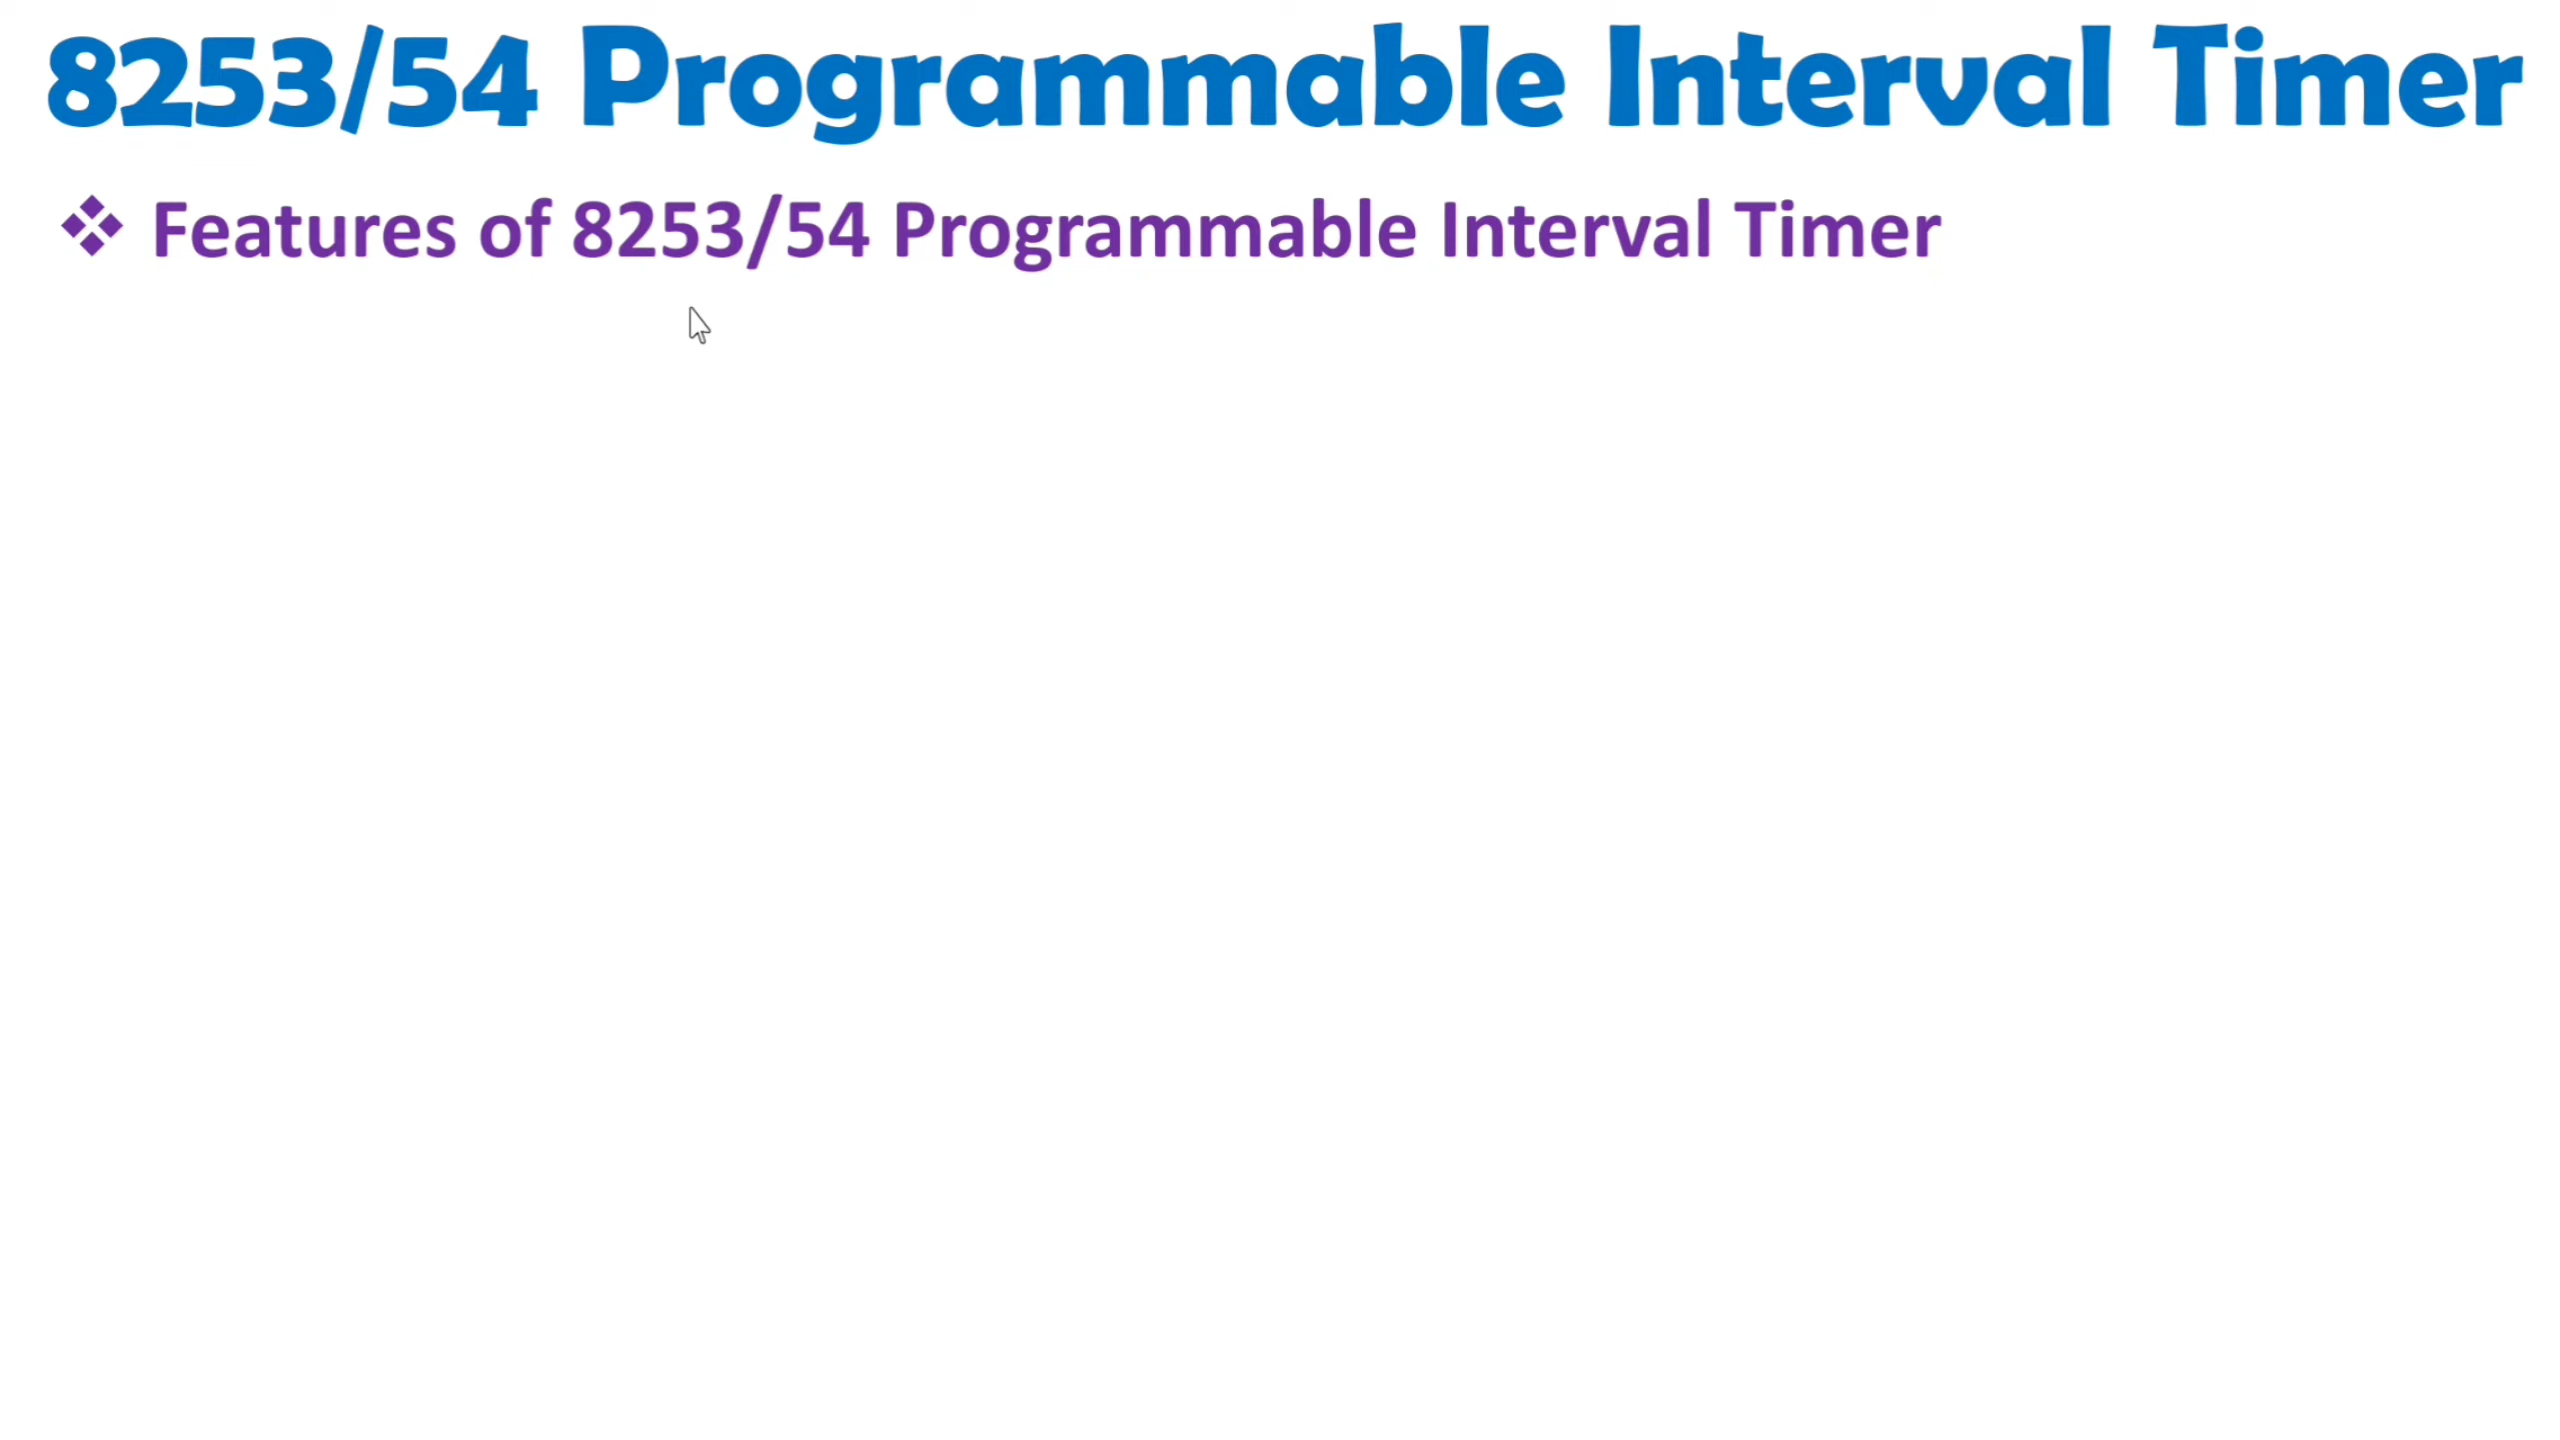 8253/54 Programmable Interval Timer
❖ Features of 8253/54 Programmable Interval Timer